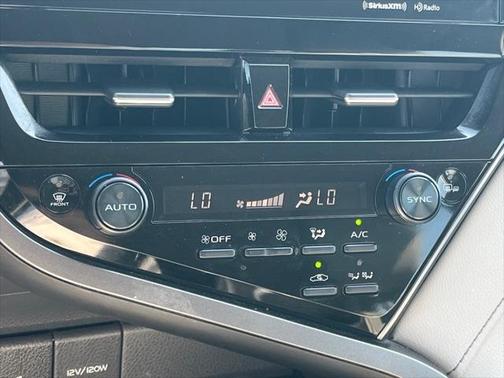 SiriusXM HD Radio
FRONT
AUTO
LO
LO
SYNC
OFF
A/C
12V/120W